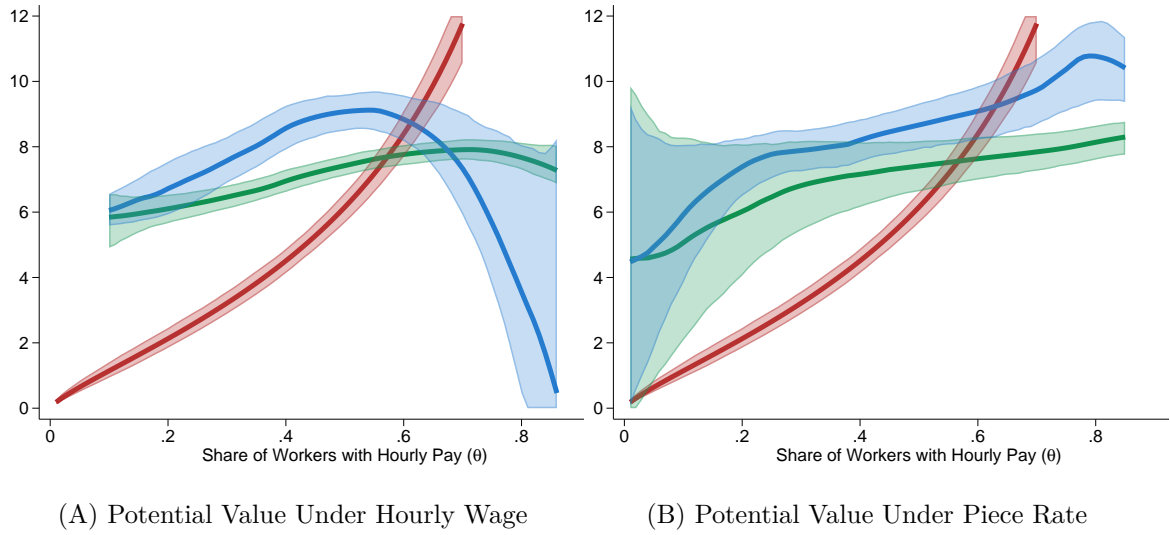 12
10
8
6
4
2
0
0 .2 .4 .6 .8
Share of Workers with Hourly Pay (θ)
(A) Potential Value Under Hourly Wage
12
10
8
6
4
2
0
0 .2 .4 .6 .8
Share of Workers with Hourly Pay (θ)
(B) Potential Value Under Piece Rate